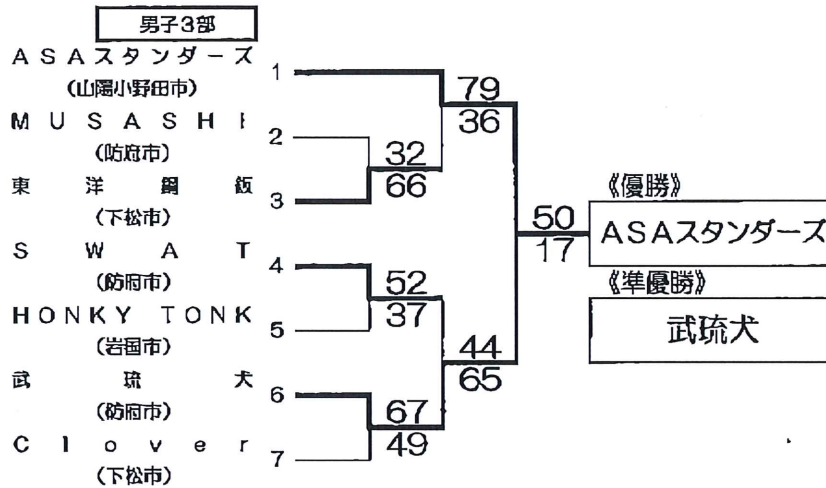 男子3部
ASAスタンダーズ 1
(山陽小野田市)
MUSASHI 2
(防府市)
東洋鋼鈑 3
(下松市)
SWAT 4
(防府市)
HONKY TONK 5
(岩国市)
武琉犬 6
(防府市)
Clover 7
(下松市)
79
36
32
66
52
37
67
49
44
65
50
17
《優勝》
ASAスタンダーズ
《準優勝》
武琉犬